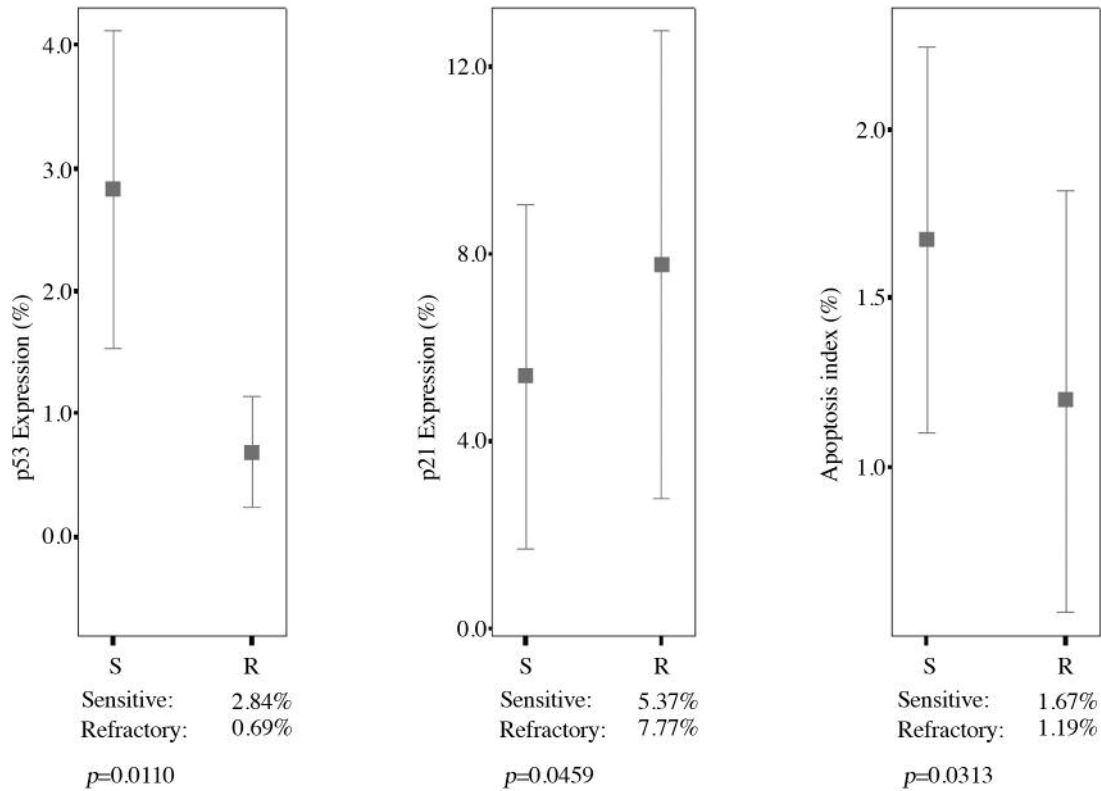 p53 Expression (%)
4.0
3.0
2.0
1.0
0.0
S R
Sensitive: 2.84%
Refractory: 0.69%
p=0.0110
p21 Expression (%)
12.0
8.0
4.0
0.0
S R
5.37%
Sensitive:
Refractory: 7.77%
p=0.0459
Apoptosis index (%)
2.0
1.5
1.0
S R
Sensitive: 1.67%
Refractory: 1.19%
p=0.0313